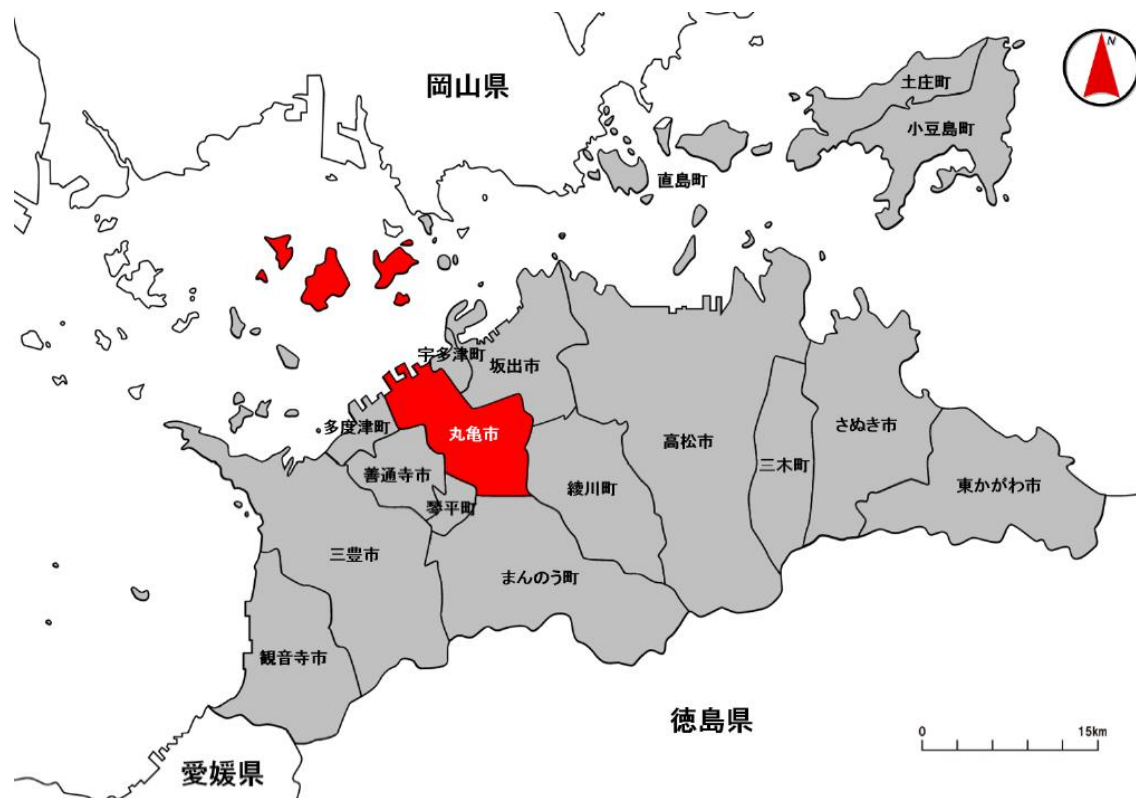 N
岡山県
土庄町
小豆島町
直島町
宇多津町
坂出市
多度津町
丸亀市
高松市
さぬき市
三木町
善通寺市
綾川町
東かがわ市
琴平町
三豊市
まんのう町
観音寺市
徳島県
愛媛県
0 15km